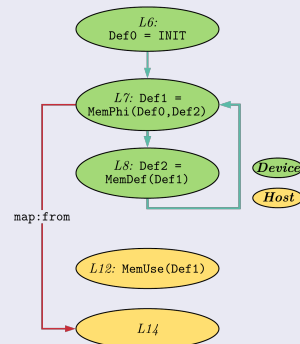 L6:
Def0 = INIT
L7: Def1 =
MemPhi(Def0,Def2)
L8: Def2 =
MemDef(Def1)
Device
Host
map:from
L12: MemUse(Def1)
L14